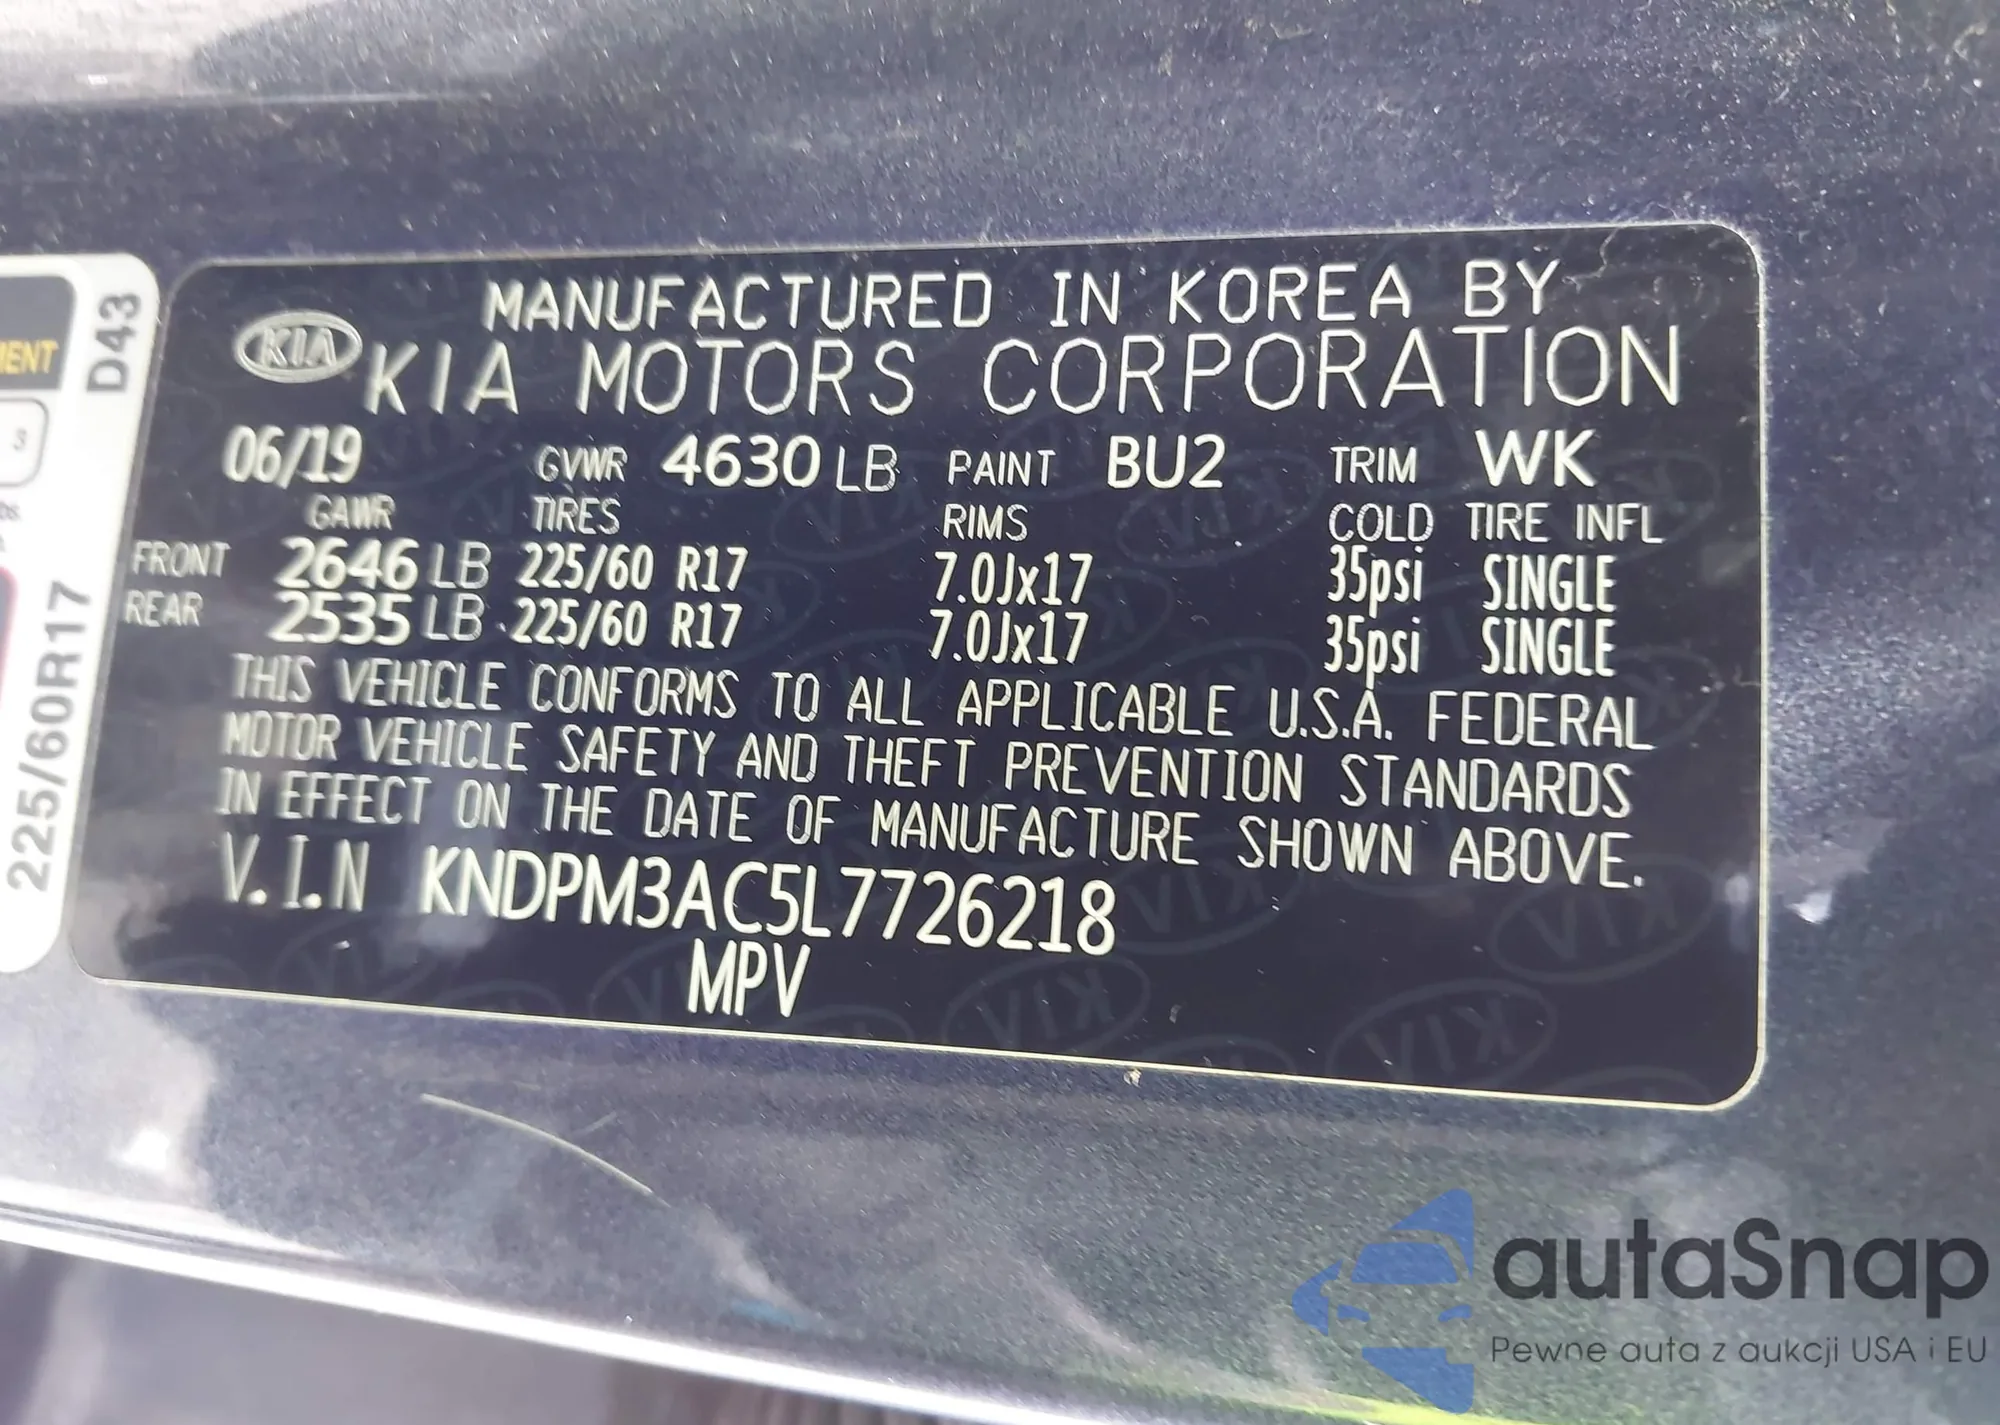 MANUFACTURED IN KOREA BY
KIA KIA MOTORS CORPORATION
06/19 GVWR 4630 LB PAINT BU2 TRIM WK
GAWR TIRES RIMS COLD TIRE INFL
FRONT 2646 LB 225/60 R17 7.0Jx17 35psi SINGLE
REAR 2535 LB 225/60 R17 7.0Jx17 35psi SINGLE
THIS VEHICLE CONFORMS TO ALL APPLICABLE U.S.A. FEDERAL
MOTOR VEHICLE SAFETY AND THEFT PREVENTION STANDARDS
IN EFFECT ON THE DATE OF MANUFACTURE SHOWN ABOVE.
V.I.N KNDPM3AC5L7726218
MPV
D43
3
225/60R17
autaSnap
Pewne auta z aukcji USA i EU